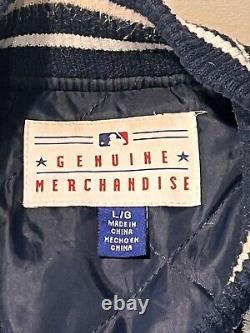 GENUINE
MERCHANDISE
L/G
MADE IN
CHINA
HECHO EN
CHINA